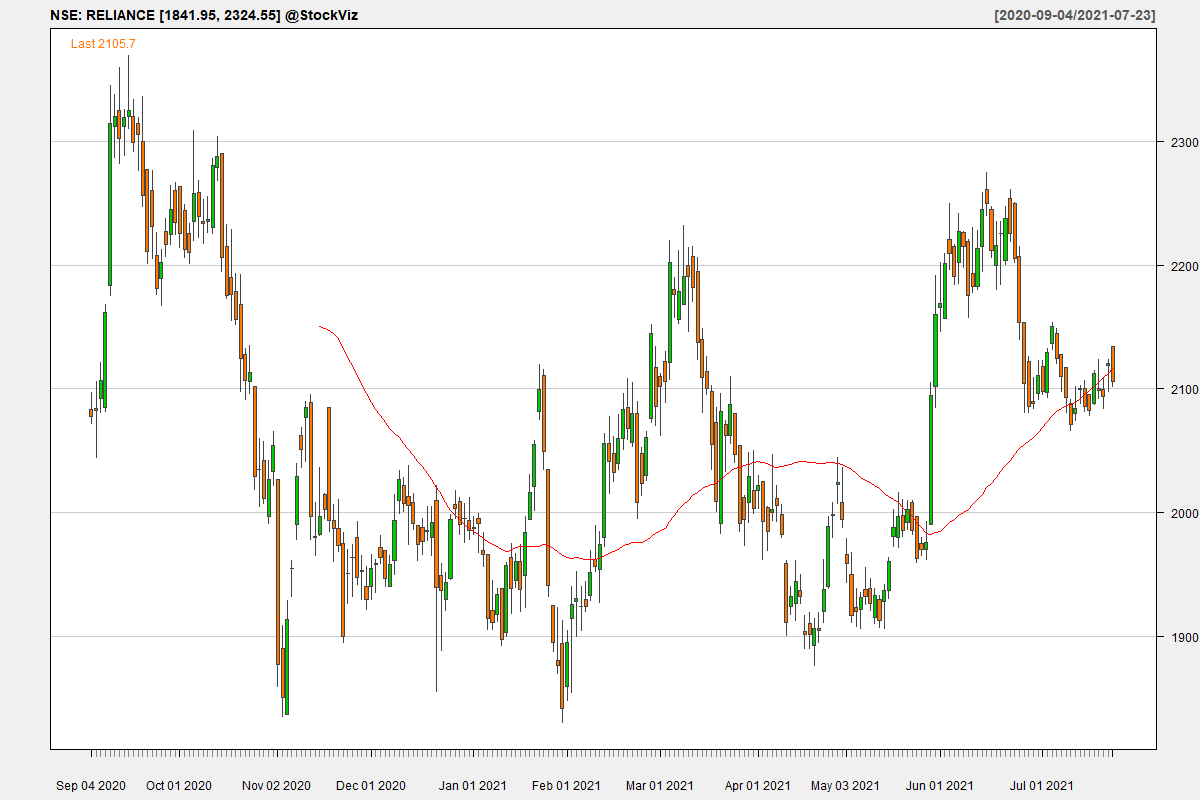 NSE: RELIANCE [1841.95, 2324.55] @StockViz [2020-09-04/2021-07-23]
Last 2105.7
2300
2200
2100
2000
1900
Sep 04 2020 Oct 01 2020 Nov 02 2020 Dec 01 2020 Jan 01 2021 Feb 01 2021 Mar 01 2021 Apr 01 2021 May 03 2021 Jun 01 2021 Jul 01 2021